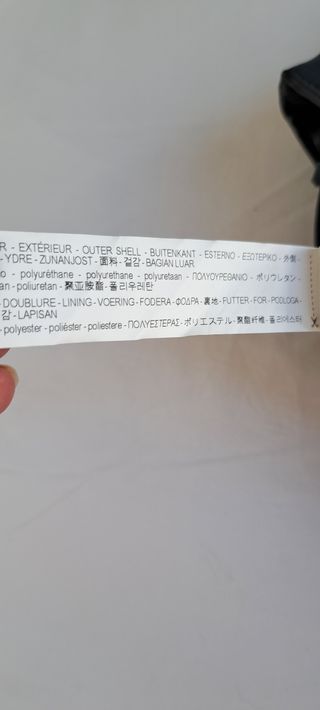 R - EXTÉRIEUR - OUTER SHELL - BUITENKANT - ESTERNO - ΕΞΩΤΕΡΙΚΟ - 外側 -
-YDRE - ZUNANJOST - 面料 - 겉감 - BAGIAN LUAR
o - polyuréthane - polyurethane - polyuretaan - ΠΟΛΥΟΥΡΕΘΑΝΙΟ - ポリウレタン -
an - poliuretan - 聚亚胺酯 - 폴리우레탄
DOUBLURE - LINING - VOERING - FODERA - ΦΟΔΡΑ - 裏地 - FUTTER - FOR - PODLOGA
감 - LAPISAN
- polyester - poliéster - poliestere - ΠΟΛΥΕΣΤΕΡΑΣ - ポリエステル - 聚酯纤维 - 폴리에스터